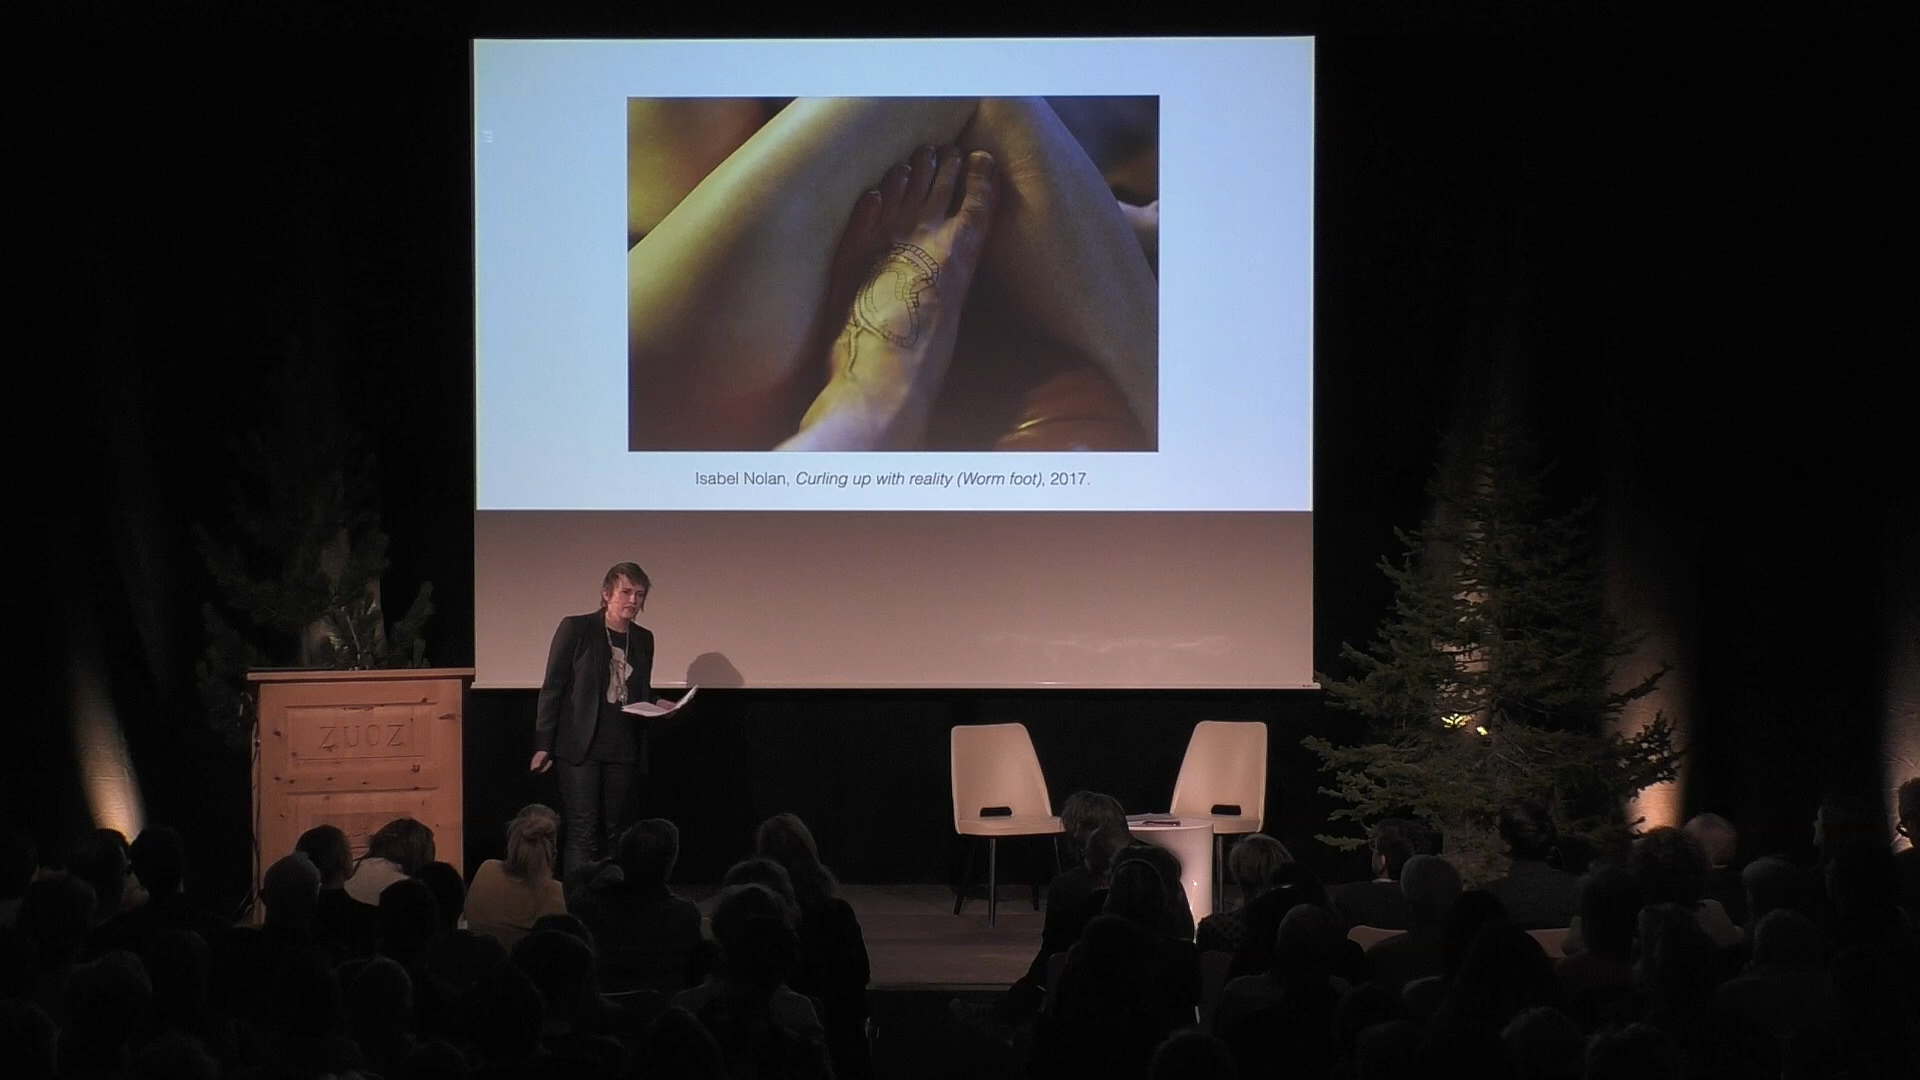 Isabel Nolan, Curling up with reality (Worm foot), 2017.
ZUOZ